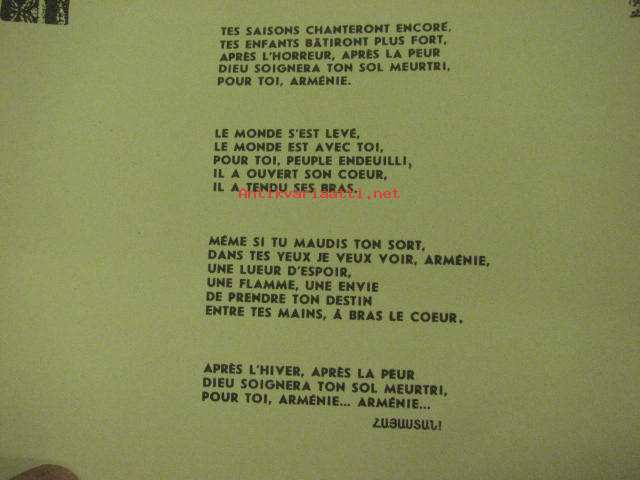 TES SAISONS CHANTERONT ENCORE,
TES ENFANTS BÂTIRONT PLUS FORT,
APRÈS L'HORREUR, APRÈS LA PEUR
DIEU SOIGNERA TON SOL MEURTRI,
POUR TOI, ARMÉNIE.
LE MONDE S'EST LEVÉ,
LE MONDE EST AVEC TOI,
POUR TOI, PEUPLE ENDEUILLI,
IL A OUVERT SON COEUR,
IL A TENDU SES BRAS.
Antikvariaatti.net
MÉME SI TU MAUDIS TON SORT,
DANS TES YEUX JE VEUX VOIR, ARMÉNIE,
UNE LUEUR D'ESPOIR,
UNE FLAMME, UNE ENVIE
DE PRENDRE TON DESTIN
ENTRE TES MAINS, Á BRAS LE COEUR.
APRÈS L'HIVER, APRÈS LA PEUR
DIEU SOIGNERA TON SOL MEURTRI,
POUR TOI, ARMÉNIE... ARMÉNIE...
ՀԱՅԱՍՏԱՆ!